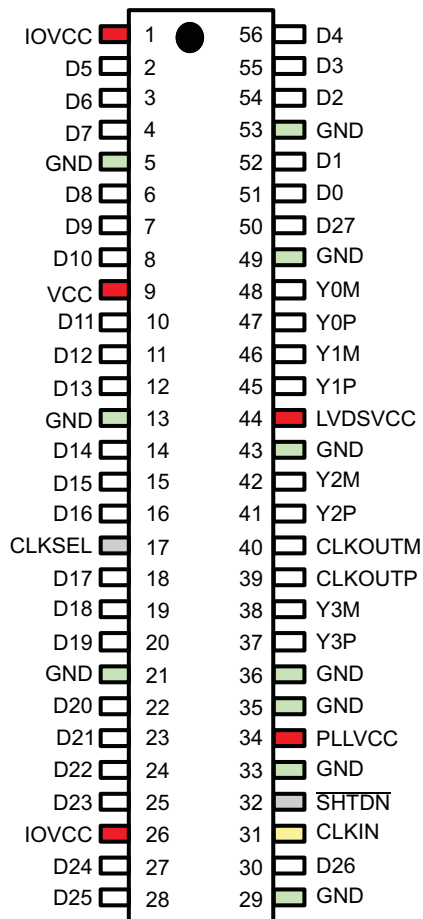 IOVCC 1 56 D4
D5 2 55 D3
D6 3 54 D2
D7 4 53 GND
GND 5 52 D1
D8 6 51 D0
D9 7 50 D27
D10 8 49 GND
VCC 9 48 Y0M
D11 10 47 Y0P
D12 11 46 Y1M
D13 12 45 Y1P
GND 13 44 LVDSVCC
D14 14 43 GND
D15 15 42 Y2M
D16 16 41 Y2P
CLKSEL 17 40 CLKOUTM
D17 18 39 CLKOUTP
D18 19 38 Y3M
D19 20 37 Y3P
GND 21 36 GND
D20 22 35 GND
D21 23 34 PLLVCC
D22 24 33 GND
D23 25 32 SHTDN
IOVCC 26 31 CLKIN
D24 27 30 D26
D25 28 29 GND